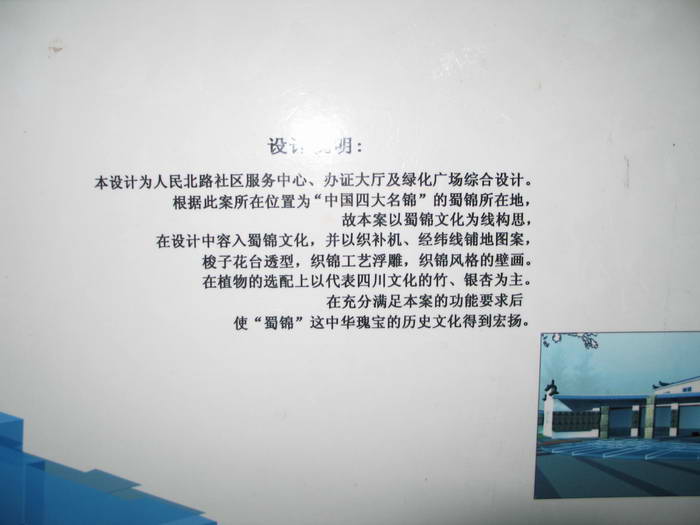 设计说明：
本设计为人民北路社区服务中心、办证大厅及绿化广场综合设计。
根据此案所在位置为“中国四大名锦”的蜀锦所在地，
故本案以蜀锦文化为线构思，
在设计中容入蜀锦文化，并以织补机、经纬线铺地图案，
梭子花台透型，织锦工艺浮雕，织锦风格的壁画。
在植物的选配上以代表四川文化的竹、银杏为主。
在充分满足本案的功能要求后
使“蜀锦”这中华瑰宝的历史文化得到宏扬。